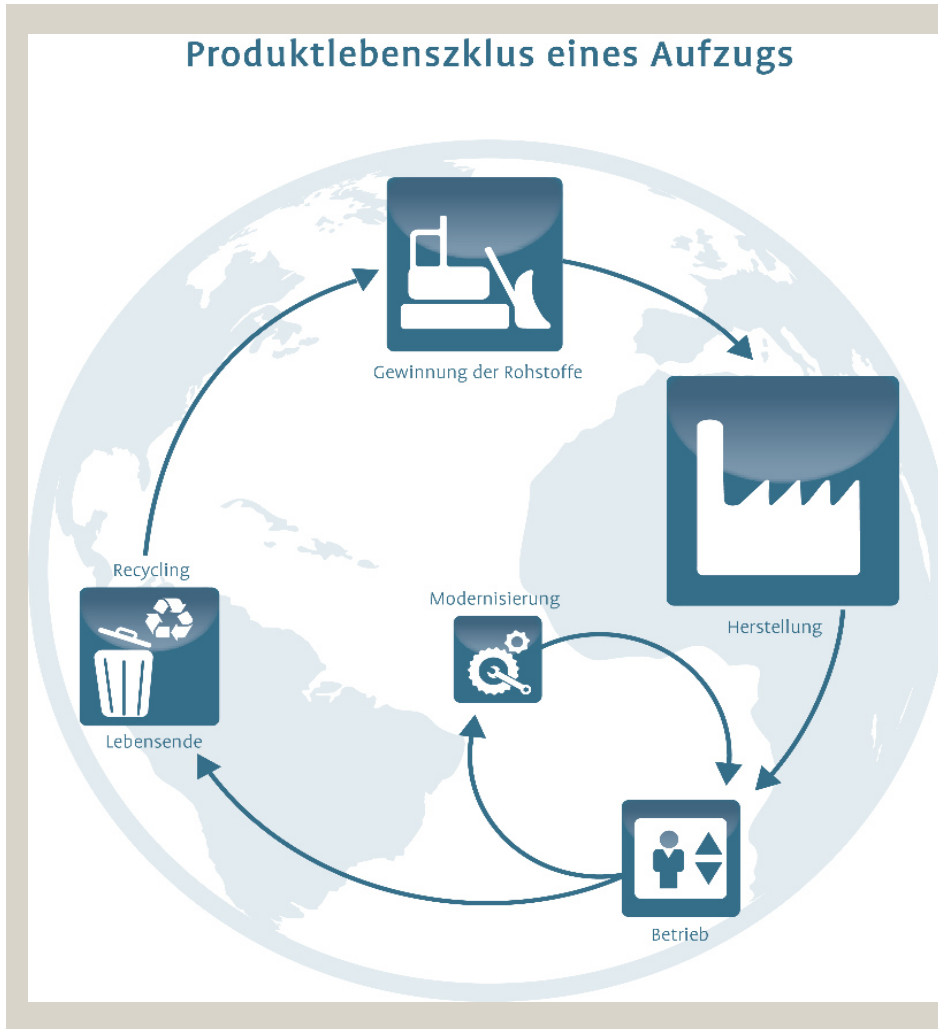 Produktlebenszklus eines Aufzugs
Gewinnung der Rohstoffe
Herstellung
Recycling
Modernisierung
Lebensende
Betrieb